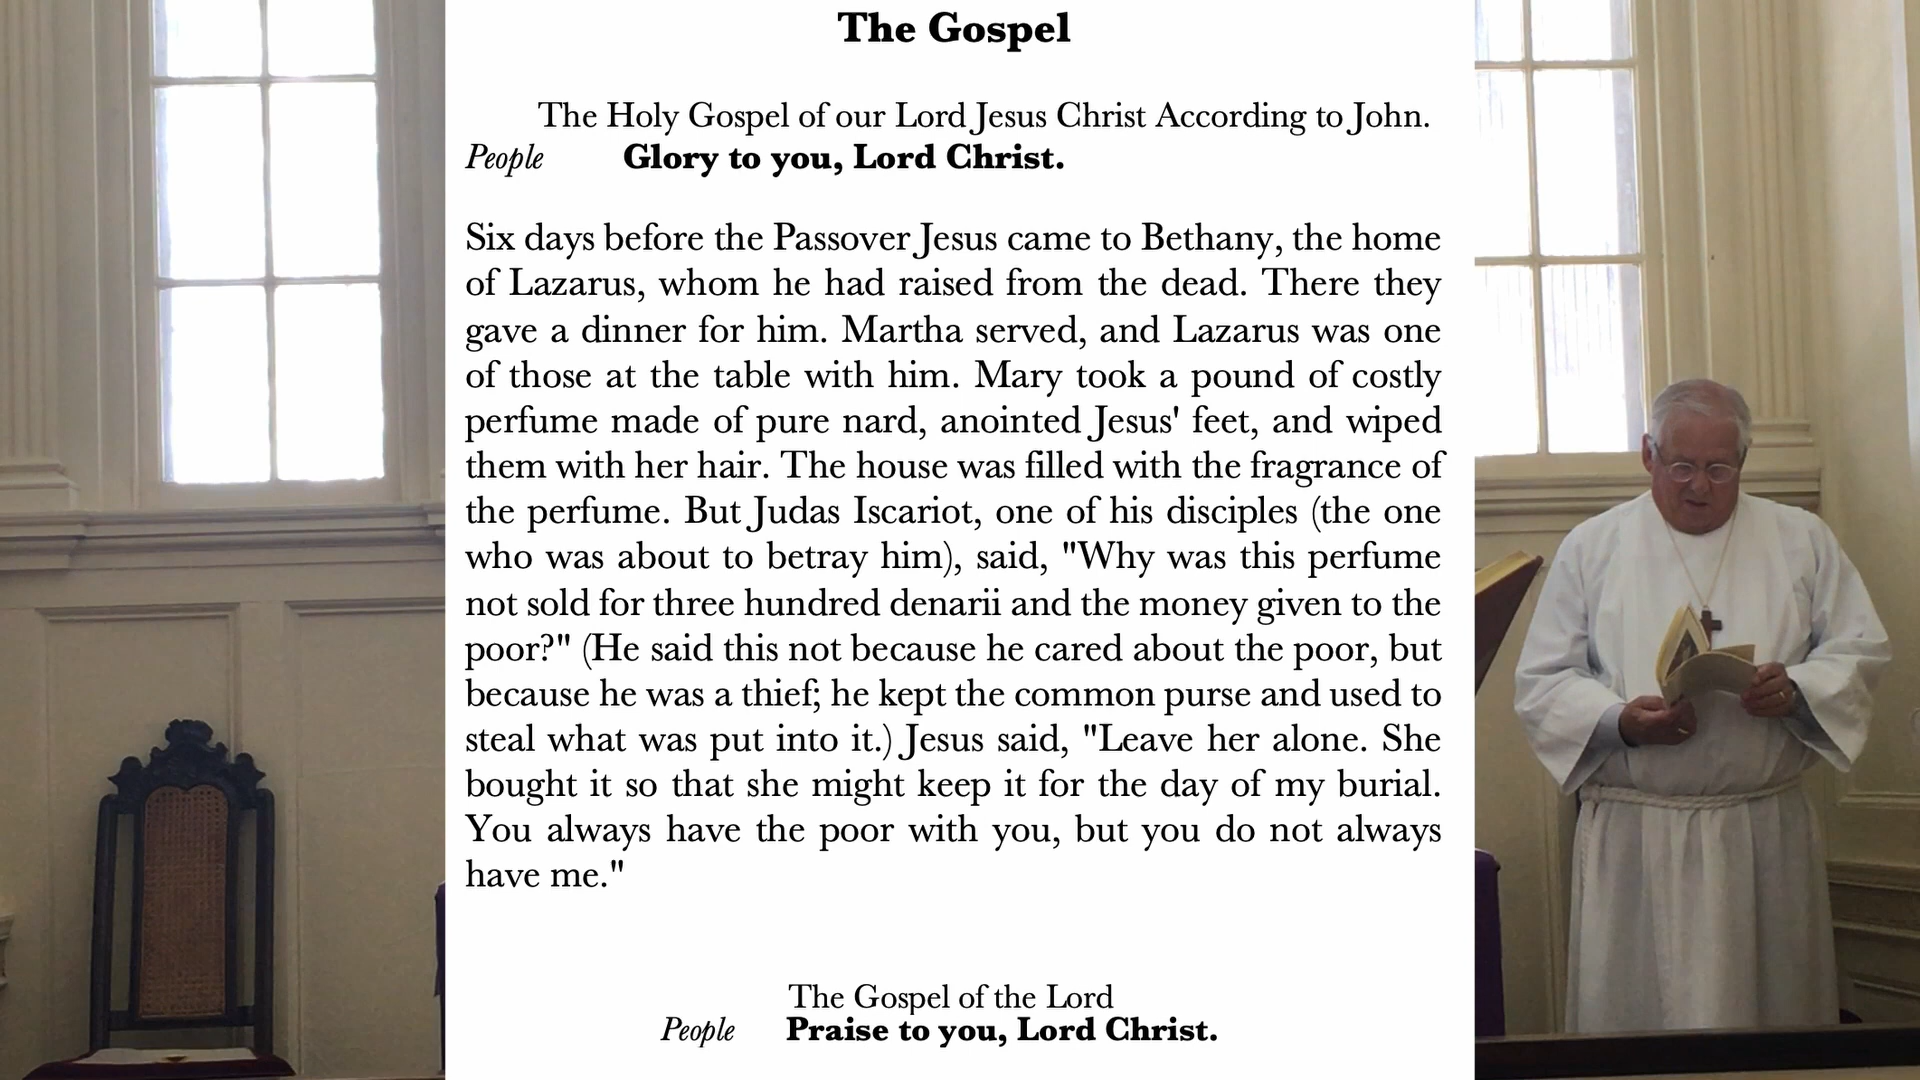 The Gospel
The Holy Gospel of our Lord Jesus Christ According to John.
People Glory to you, Lord Christ.
Six days before the Passover Jesus came to Bethany, the home
of Lazarus, whom he had raised from the dead. There they
gave a dinner for him. Martha served, and Lazarus was one
of those at the table with him. Mary took a pound of costly
perfume made of pure nard, anointed Jesus' feet, and wiped
them with her hair. The house was filled with the fragrance of
the perfume. But Judas Iscariot, one of his disciples (the one
who was about to betray him), said, "Why was this perfume
not sold for three hundred denarii and the money given to the
poor?" (He said this not because he cared about the poor, but
because he was a thief; he kept the common purse and used to
steal what was put into it.) Jesus said, "Leave her alone. She
bought it so that she might keep it for the day of my burial.
You always have the poor with you, but you do not always
have me."
The Gospel of the Lord
People Praise to you, Lord Christ.